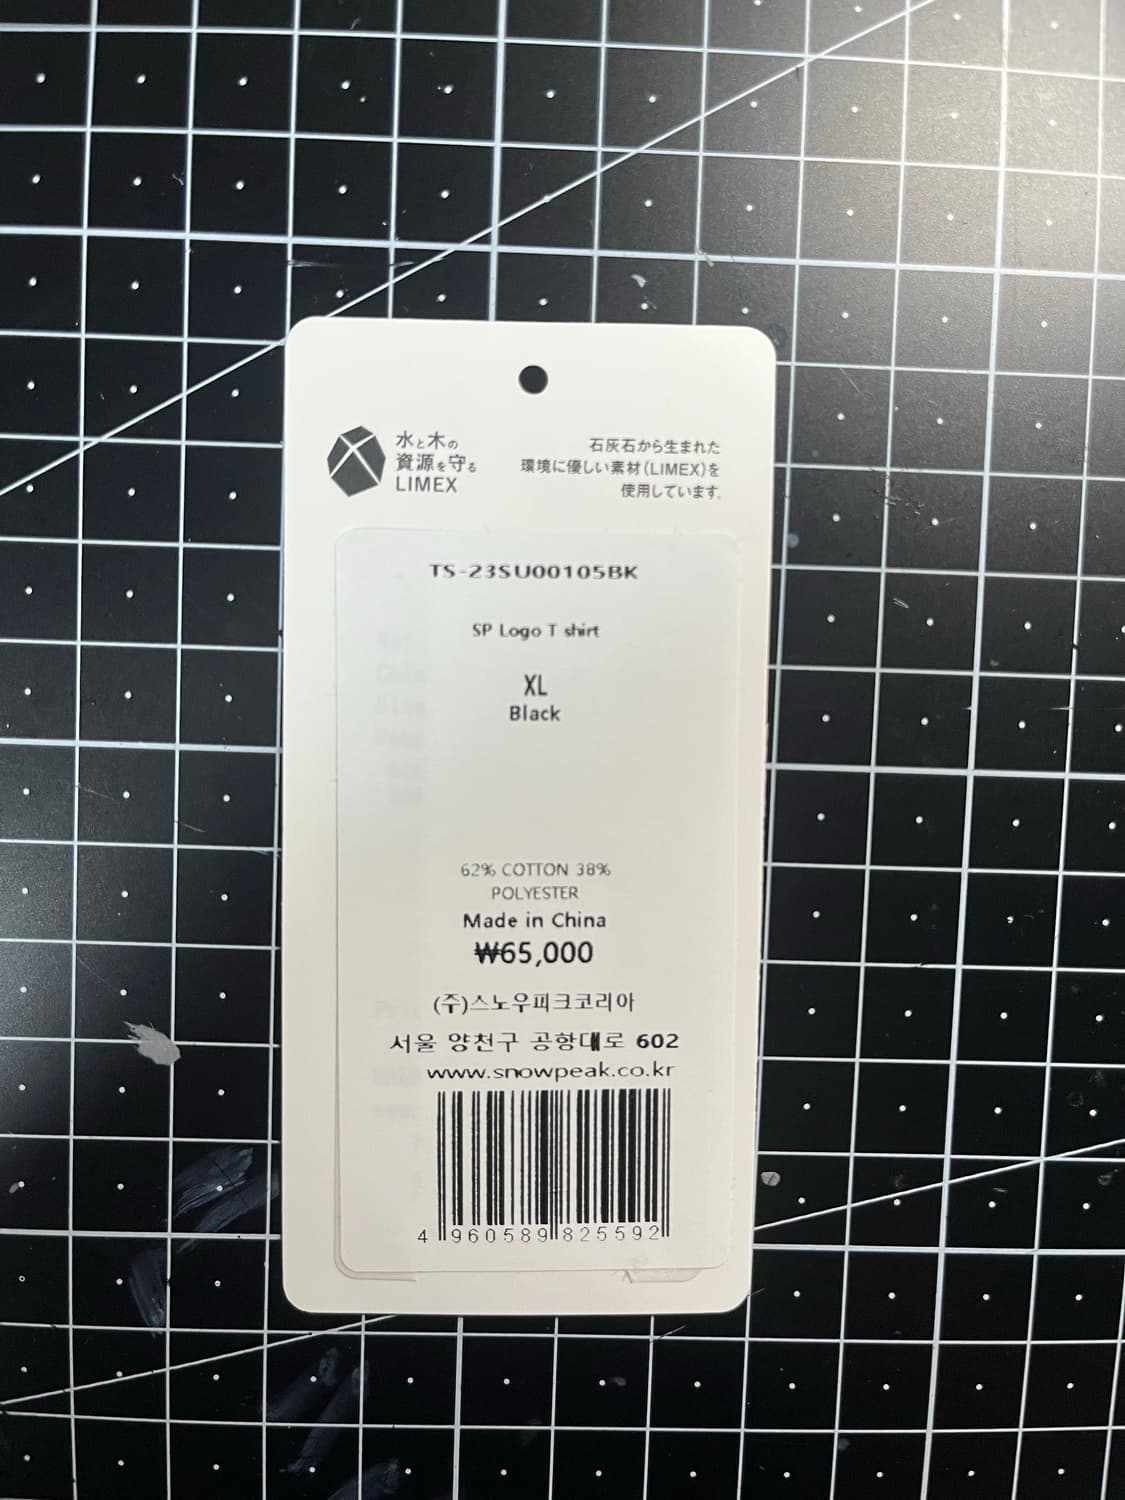 水と木の
資源を守る
LIMEX
石灰石から生まれた
環境に優しい素材(LIMEX)を
使用しています。
TS-23SU00105BK
SP Logo T shirt
XL
Black
62% COTTON 38%
POLYESTER
Made in China
₩65,000
(주)스노우피크코리아
서울 양천구 공항대로 602
www.snowpeak.co.kr
4 960589 825592